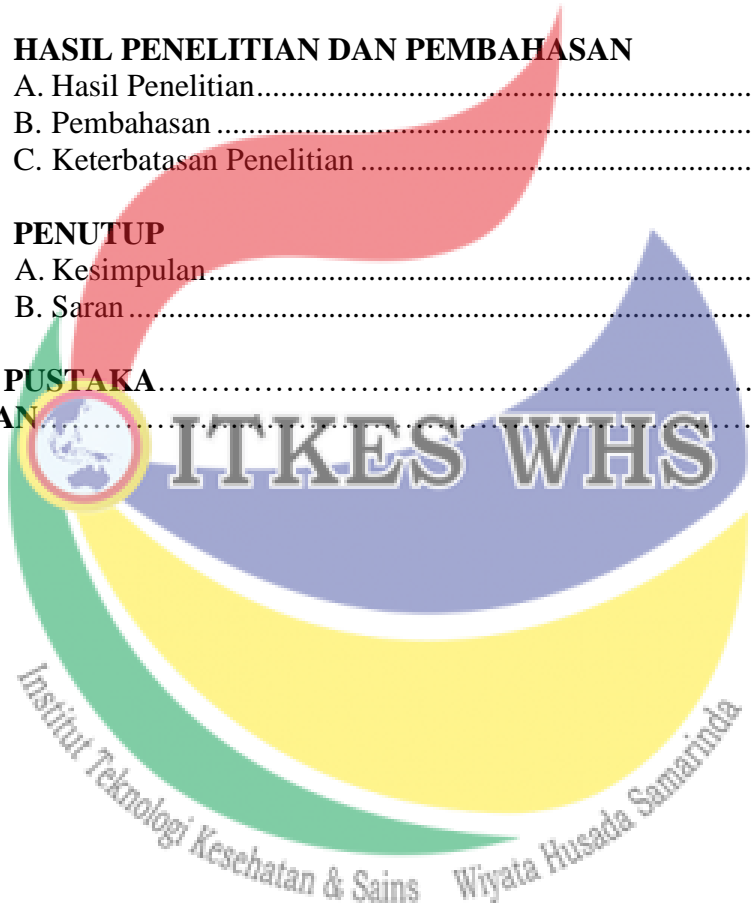 HASIL PENELITIAN DAN PEMBAHASAN
A. Hasil Penelitian................................................................
B. Pembahasan.....................................................................
C. Keterbatasan Penelitian..................................................
PENUTUP
A. Kesimpulan.....................................................................
B. Saran..............................................................................
PUSTAKA………………………………………………………
AN………………………………………………………………
ITKES WHS
Institut Teknologi Kesehatan & Sains Wiyata Husada Samarinda